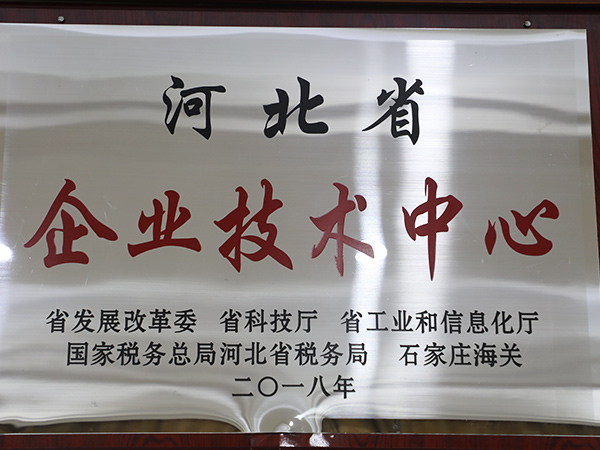 河北省
企业技术中心
省发展改革委 省科技厅 省工业和信息化厅
国家税务总局河北省税务局 石家庄海关
二〇一八年